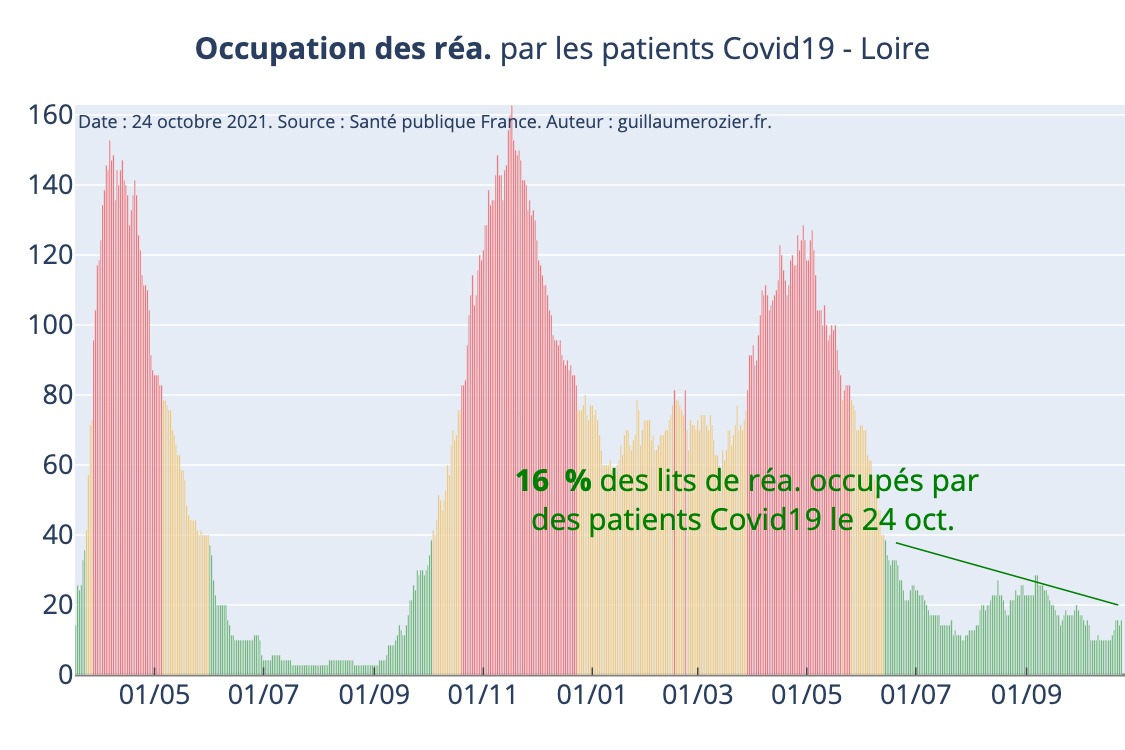 Occupation des réa. par les patients Covid19 - Loire
Date : 24 octobre 2021. Source : Santé publique France. Auteur : guillaumerozier.fr.
160
140
120
100
80
60
40
20
0
16 % des lits de réa. occupés par
des patients Covid19 le 24 oct.
01/05 01/07 01/09 01/11 01/01 01/03 01/05 01/07 01/09